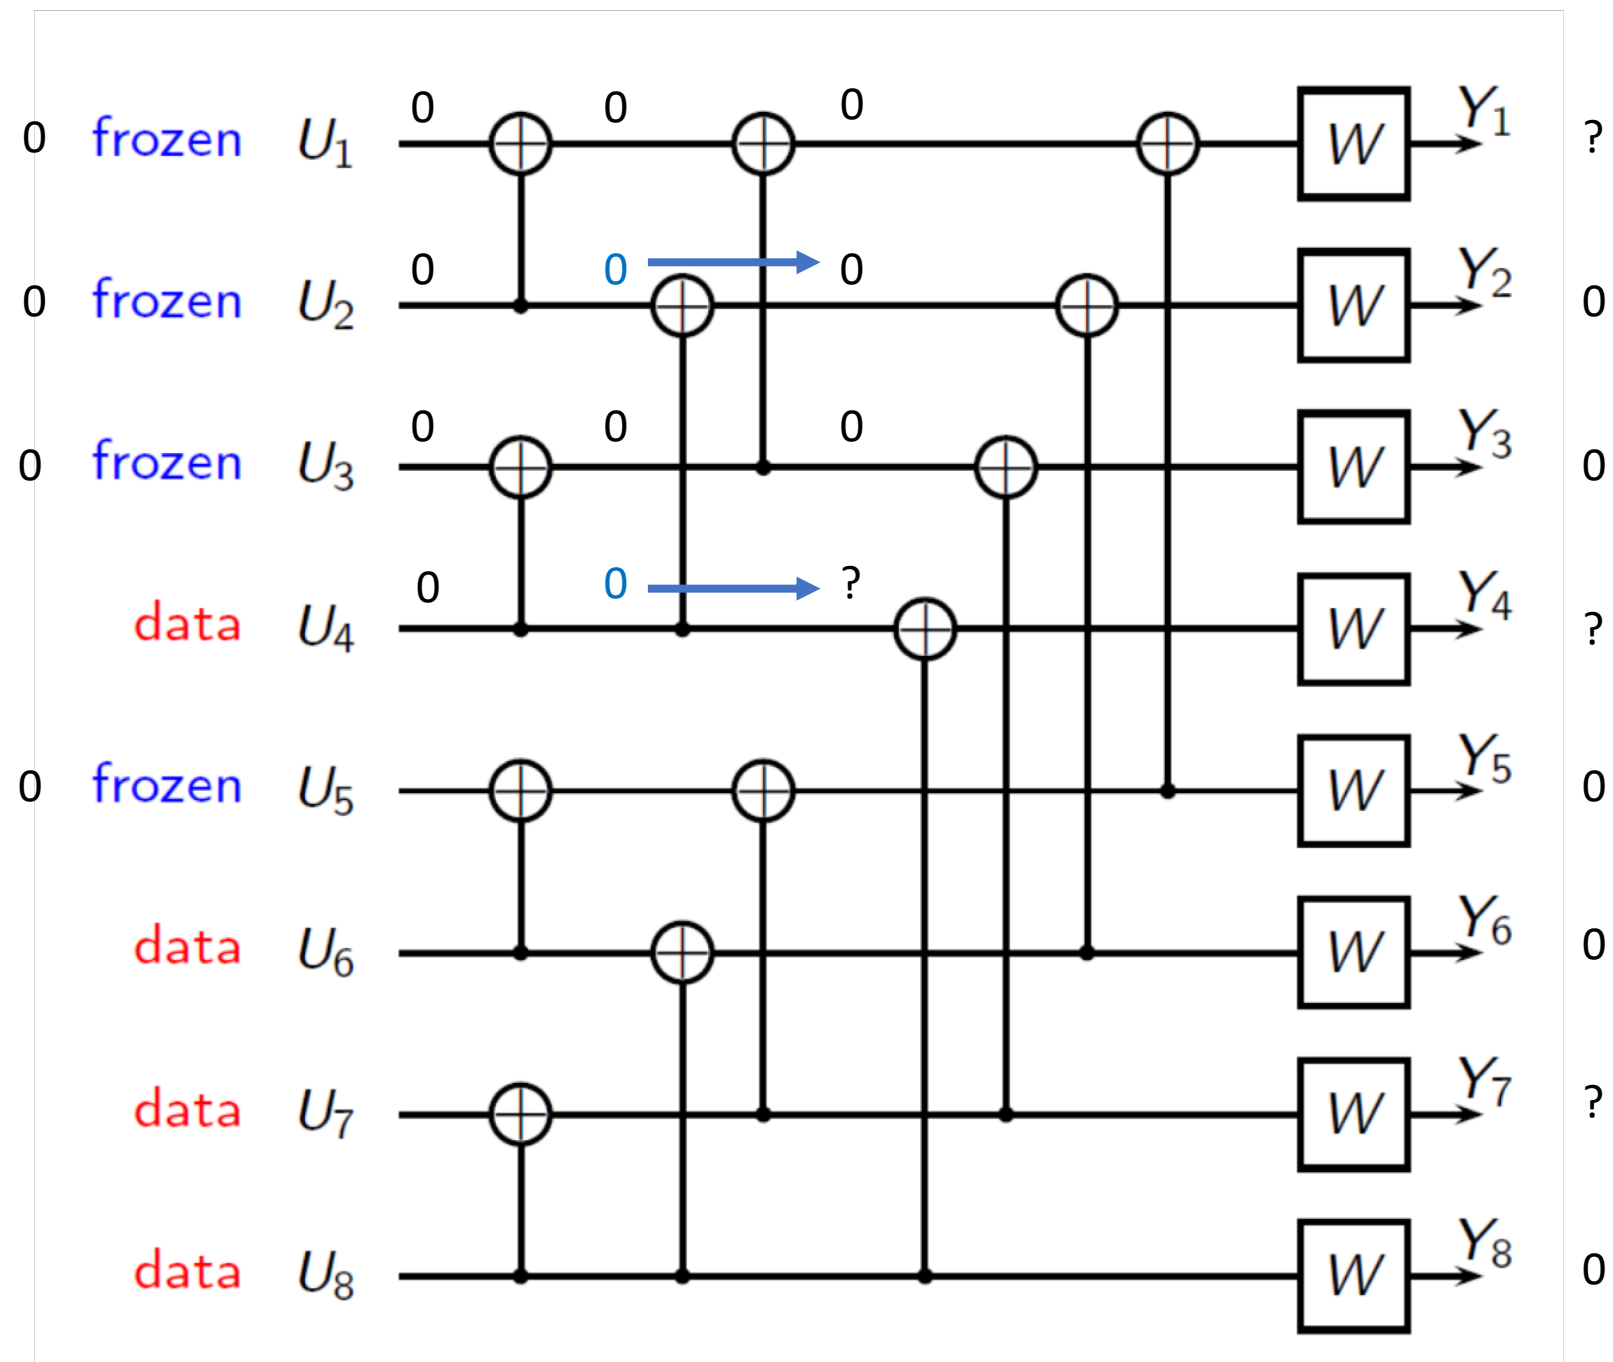 0 0 0
0 frozen U1 W Y1 ?
0 0 0
0 frozen U2 W Y2 0
0 0 0
0 frozen U3 W Y3 0
0 0 ?
data U4 W Y4 ?
0 frozen U5 W Y5 0
data U6 W Y6 0
data U7 W Y7 ?
data U8 W Y8 0